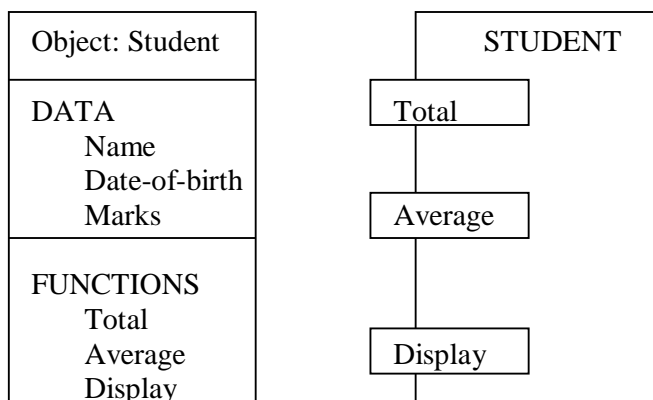 Object: Student
DATA
Name
Date-of-birth
Marks
FUNCTIONS
Total
Average
Display
STUDENT
Total
Average
Display